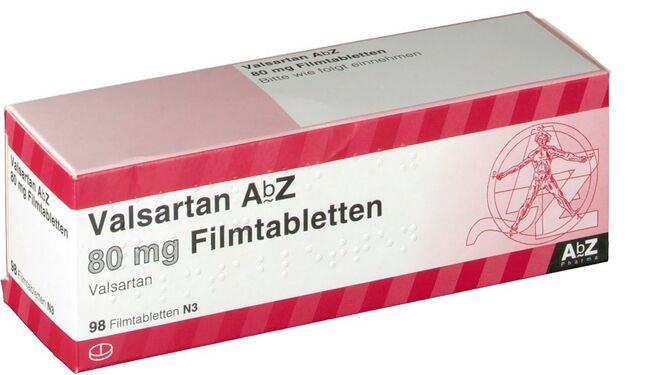 Valsartan AbZ
80 mg Filmtabletten
Bitte wie folgt einnehmen
Valsartan AbZ
80 mg Filmtabletten
98 Filmtabletten N3
Valsartan AbZ
80 mg Filmtabletten
Valsartan
98 Filmtabletten N3
AbZ
Pharma